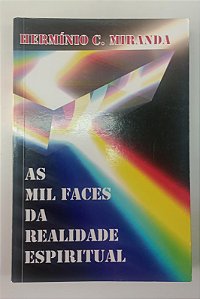 HERMÍNIO C. MIRANDA
AS
MIL FACES
DA
REALIDADE
ESPIRITUAL